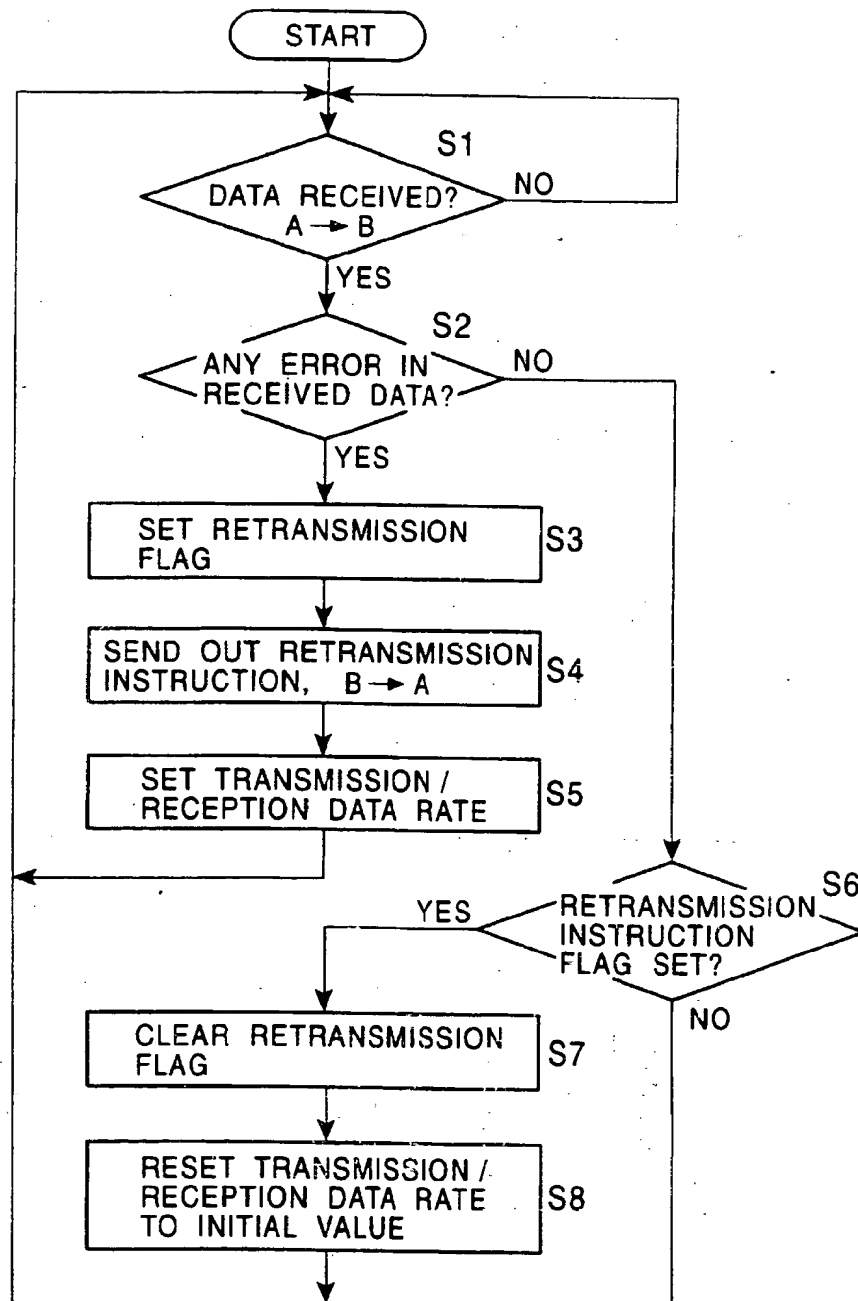 START
S1
DATA RECEIVED?
A → B
NO
YES
S2
ANY ERROR IN
RECEIVED DATA?
NO
YES
SET RETRANSMISSION
FLAG
S3
SEND OUT RETRANSMISSION
INSTRUCTION, B → A
S4
SET TRANSMISSION /
RECEPTION DATA RATE
S5
S6
RETRANSMISSION
INSTRUCTION
FLAG SET?
YES
NO
CLEAR RETRANSMISSION
FLAG
S7
RESET TRANSMISSION /
RECEPTION DATA RATE
TO INITIAL VALUE
S8